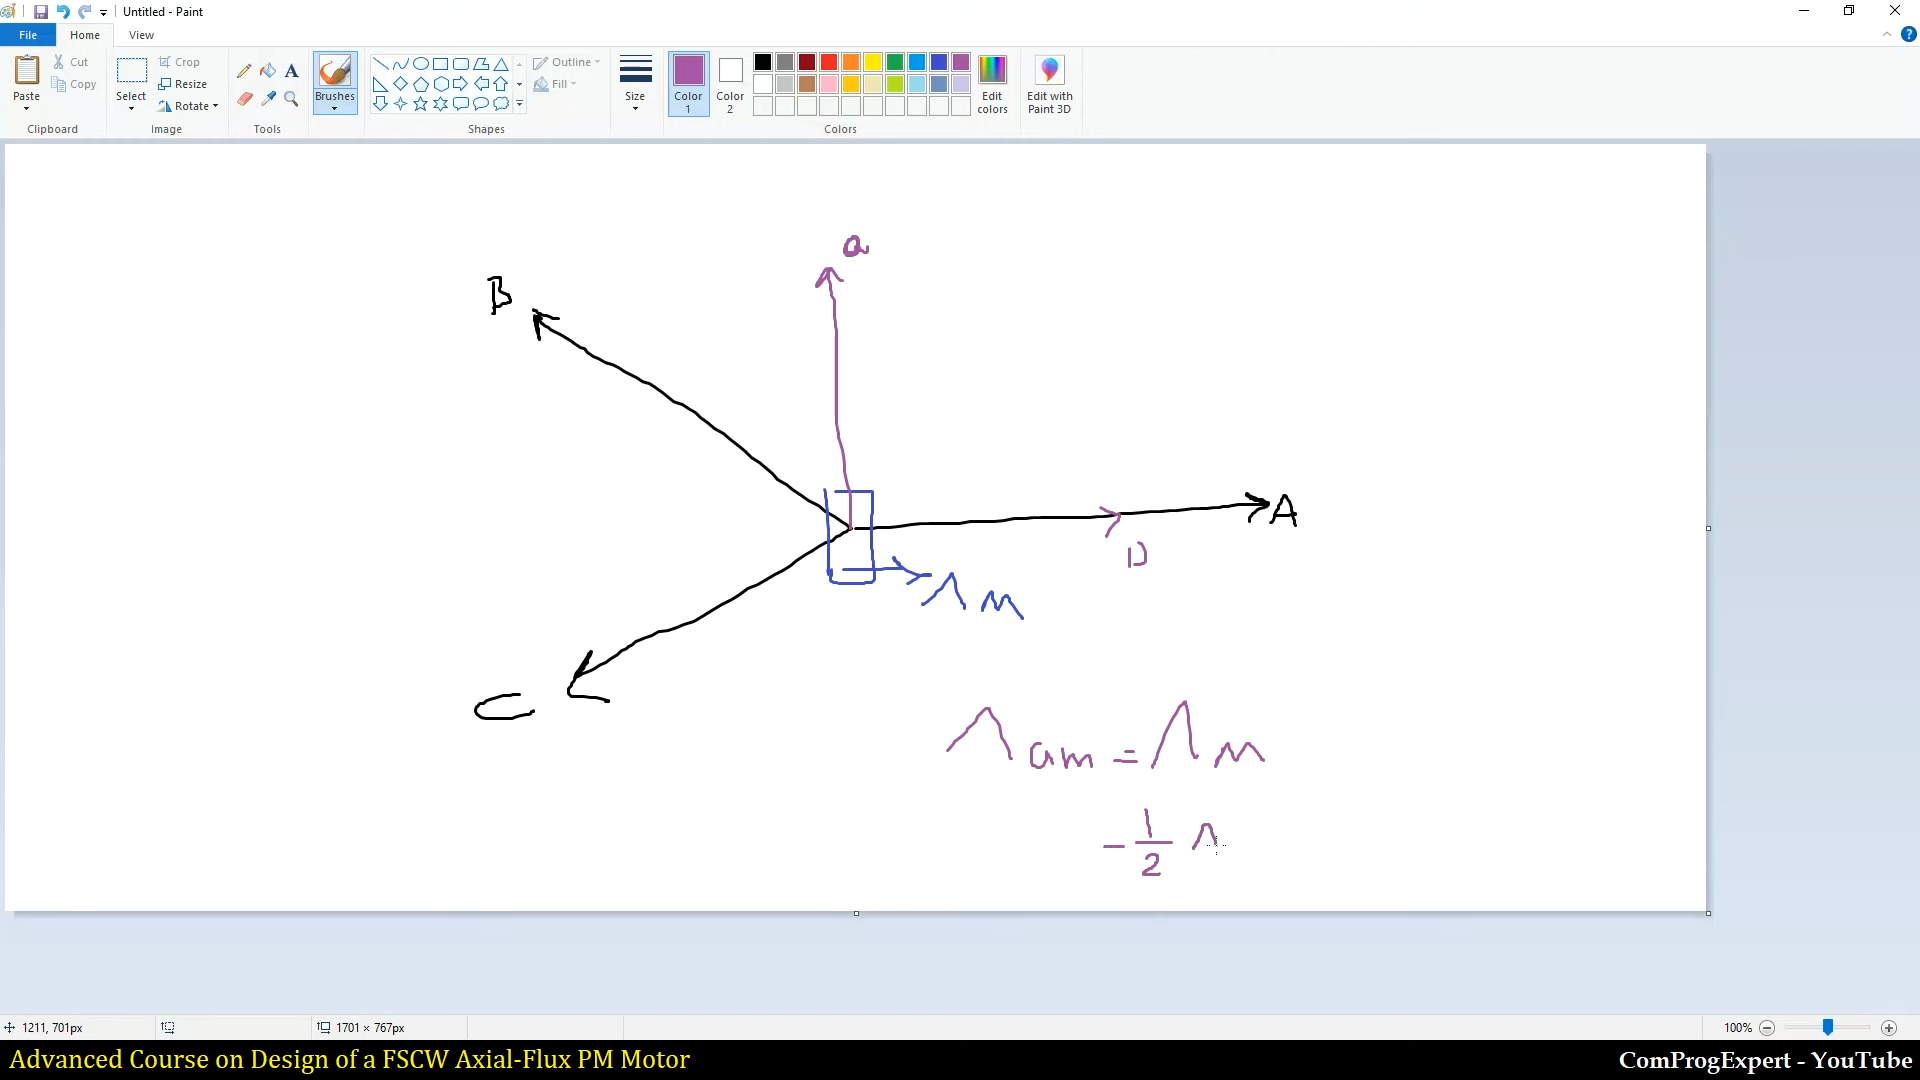 Untitled - Paint
File Home View
Paste Cut Copy Select Crop Resize Rotate Brushes Outline Fill Size Color 1 Color 2 Edit colors Edit with Paint 3D
Clipboard Image Tools Shapes Colors
B
A
D
Λm
C
Λam = Λm
-1/2 Λ
1211, 701px 1701 × 767px 100%
Advanced Course on Design of a FSCW Axial-Flux PM Motor ComProgExpert - YouTube